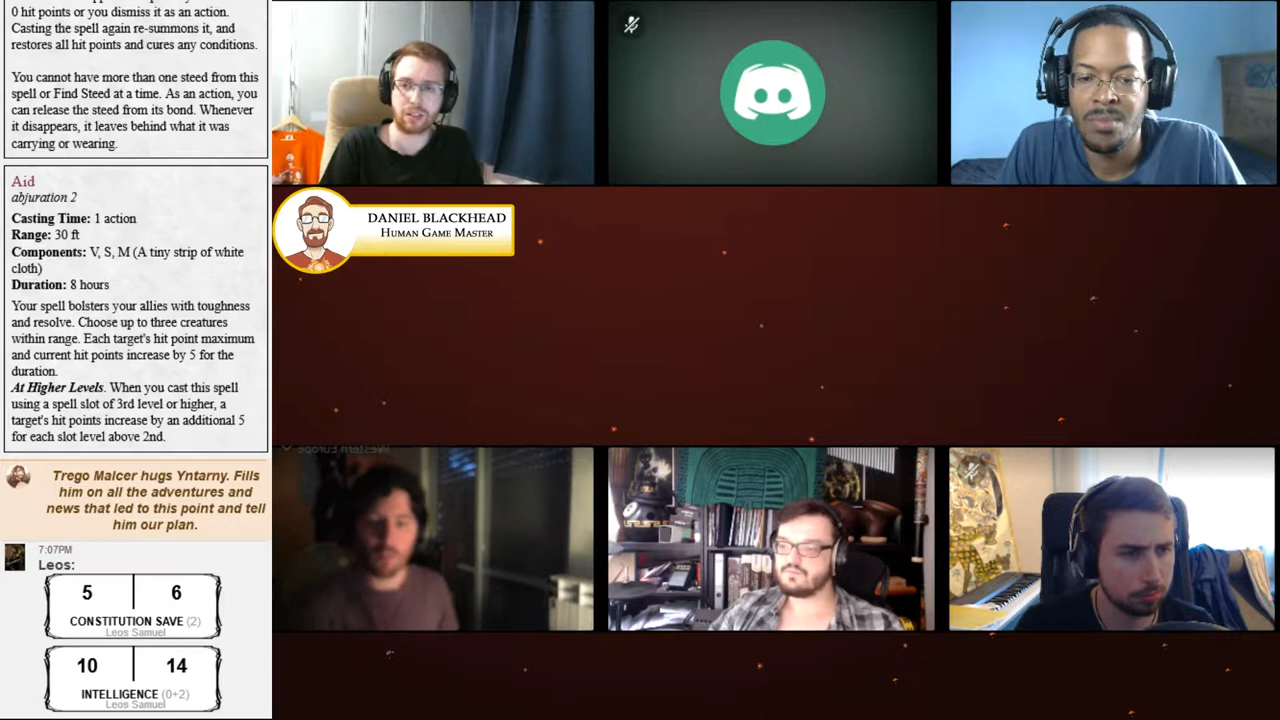 0 hit points or you dismiss it as an action.
Casting the spell again re-summons it, and
restores all hit points and cures any conditions.
You cannot have more than one steed from this
spell or Find Steed at a time. As an action, you
can release the steed from its bond. Whenever
it disappears, it leaves behind what it was
carrying or wearing.
Aid
abjuration 2
Casting Time: 1 action
Range: 30 ft
Components: V, S, M (A tiny strip of white
cloth)
Duration: 8 hours
Your spell bolsters your allies with toughness
and resolve. Choose up to three creatures
within range. Each target's hit point maximum
and current hit points increase by 5 for the
duration.
At Higher Levels. When you cast this spell
using a spell slot of 3rd level or higher, a
target's hit points increase by an additional 5
for each slot level above 2nd.
Trego Malcer hugs Yntarny. Fills
him on all the adventures and
news that led to this point and tell
him our plan.
7:07PM
Leos:
5 6
CONSTITUTION SAVE (2)
Leos Samuel
10 14
INTELLIGENCE (0+2)
Leos Samuel
DANIEL BLACKHEAD
HUMAN GAME MASTER
Western Europe